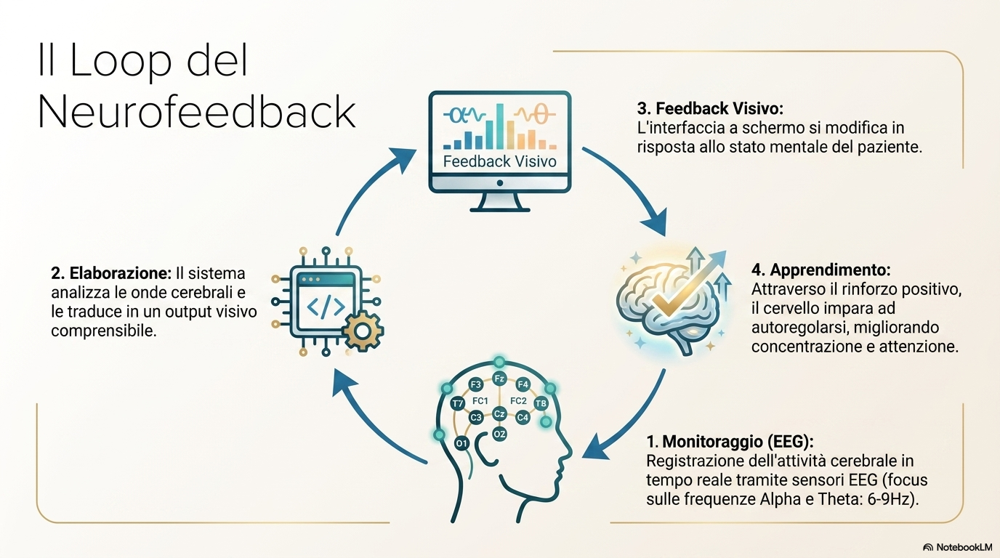 Il Loop del
Neurofeedback
α
θ
Feedback Visivo
3. Feedback Visivo:
L'interfaccia a schermo si modifica in
risposta allo stato mentale del paziente.
2. Elaborazione: Il sistema
analizza le onde cerebrali e
le traduce in un output visivo
comprensibile.
</>
4. Apprendimento:
Attraverso il rinforzo positivo,
il cervello impara ad
autoregolarsi, migliorando
concentrazione e attenzione.
F3 Fz F4
T7 FC1 FC2 T8
C3 Cz C4
O1 O2
1. Monitoraggio (EEG):
Registrazione dell'attività cerebrale in
tempo reale tramite sensori EEG (focus
sulle frequenze Alpha e Theta: 6-9Hz).
NotebookLM